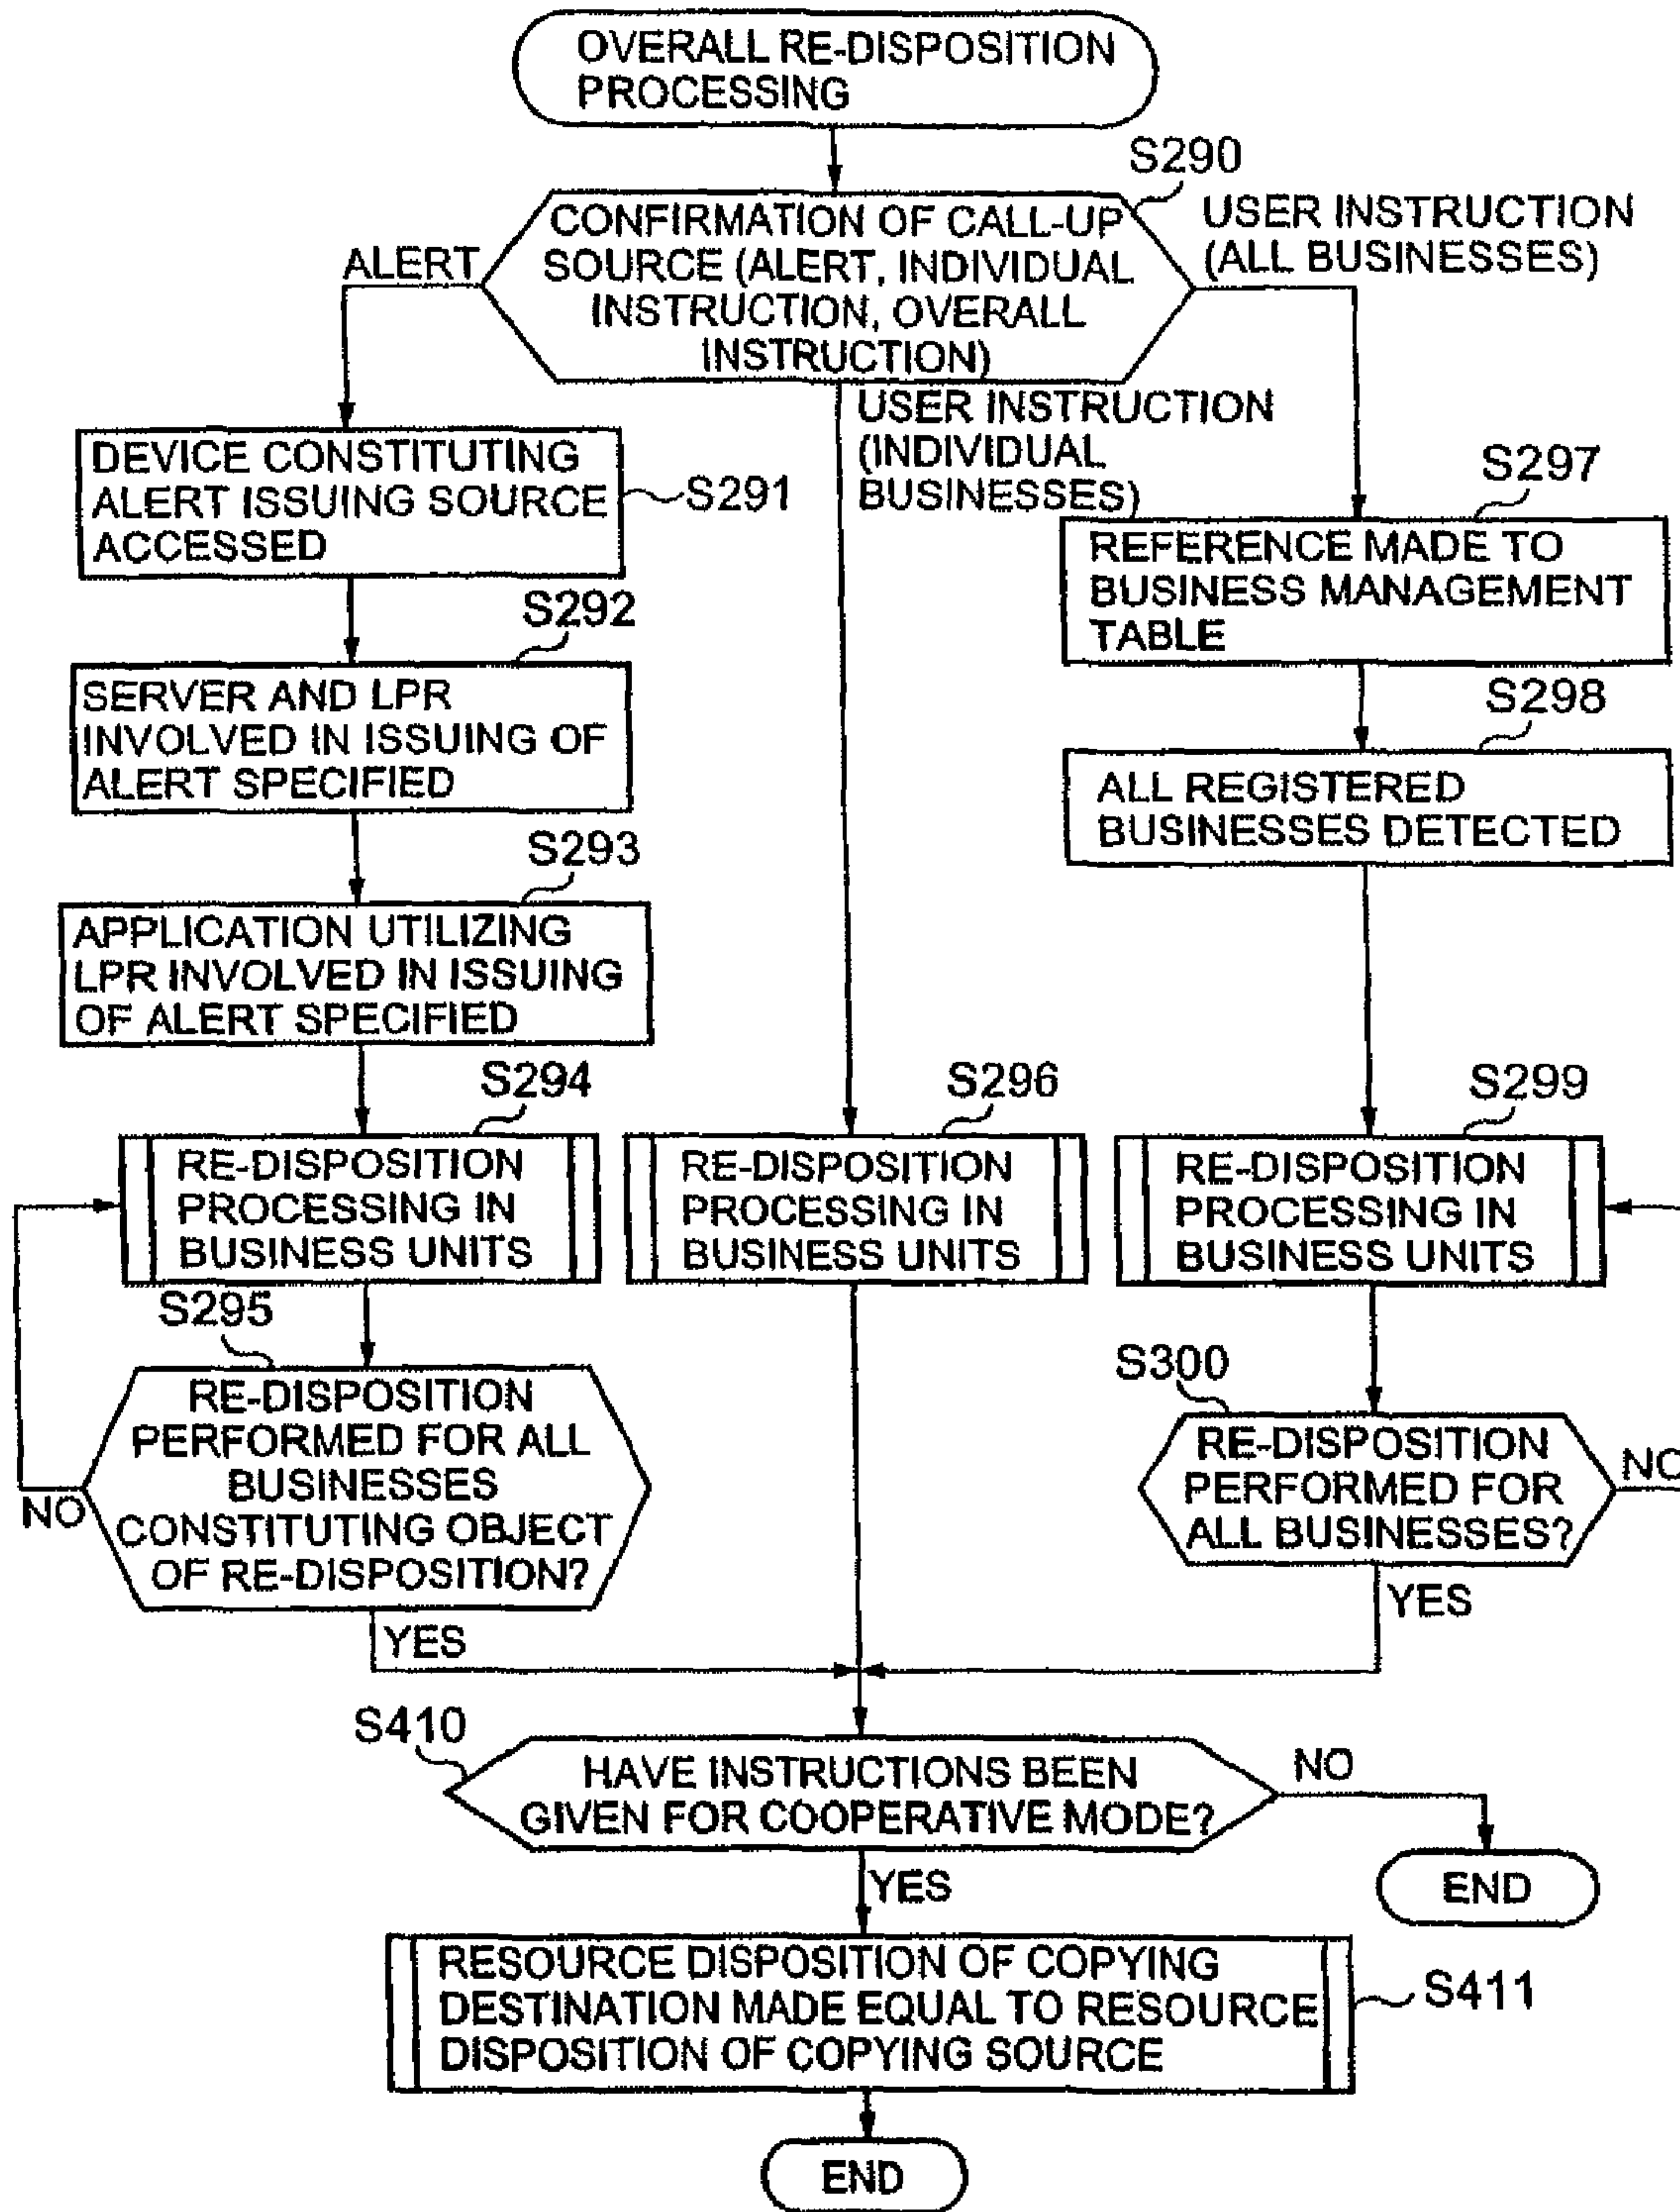 OVERALL RE-DISPOSITION
PROCESSING
S290
CONFIRMATION OF CALL-UP
SOURCE (ALERT, INDIVIDUAL
INSTRUCTION, OVERALL
INSTRUCTION)
ALERT
USER INSTRUCTION
(ALL BUSINESSES)
USER INSTRUCTION
(INDIVIDUAL
BUSINESSES)
DEVICE CONSTITUTING
ALERT ISSUING SOURCE
ACCESSED
S291
S292
SERVER AND LPR
INVOLVED IN ISSUING OF
ALERT SPECIFIED
S293
APPLICATION UTILIZING
LPR INVOLVED IN ISSUING
OF ALERT SPECIFIED
S297
REFERENCE MADE TO
BUSINESS MANAGEMENT
TABLE
S298
ALL REGISTERED
BUSINESSES DETECTED
S294
RE-DISPOSITION
PROCESSING IN
BUSINESS UNITS
S296
RE-DISPOSITION
PROCESSING IN
BUSINESS UNITS
S299
RE-DISPOSITION
PROCESSING IN
BUSINESS UNITS
S295
RE-DISPOSITION
PERFORMED FOR ALL
BUSINESSES
CONSTITUTING OBJECT
OF RE-DISPOSITION?
NO
YES
S300
RE-DISPOSITION
PERFORMED FOR
ALL BUSINESSES?
NO
YES
S410
HAVE INSTRUCTIONS BEEN
GIVEN FOR COOPERATIVE MODE?
NO
END
YES
RESOURCE DISPOSITION OF COPYING
DESTINATION MADE EQUAL TO RESOURCE
DISPOSITION OF COPYING SOURCE
S411
END